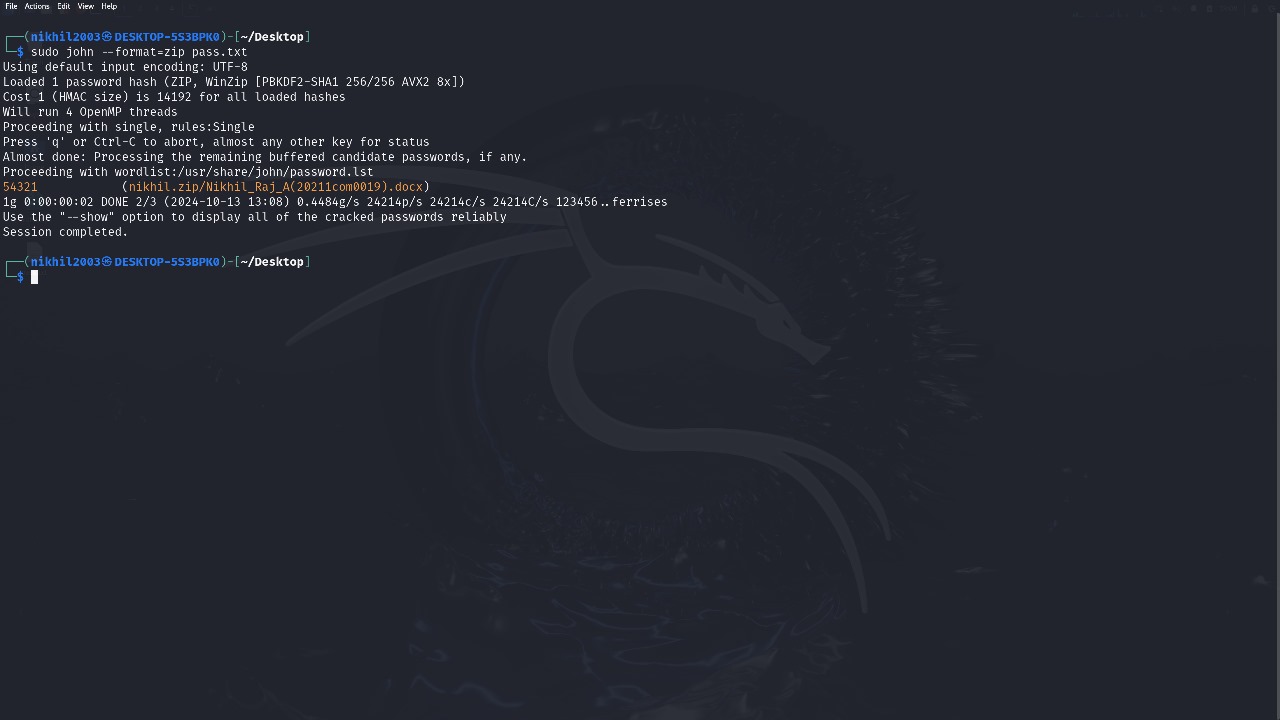 File Actions Edit View Help
┌──(nikhil2003㉿DESKTOP-5S3BPK0)-[~/Desktop]
└─$ sudo john --format=zip pass.txt
Using default input encoding: UTF-8
Loaded 1 password hash (ZIP, WinZip [PBKDF2-SHA1 256/256 AVX2 8x])
Cost 1 (HMAC size) is 14192 for all loaded hashes
Will run 4 OpenMP threads
Proceeding with single, rules:Single
Press 'q' or Ctrl-C to abort, almost any other key for status
Almost done: Processing the remaining buffered candidate passwords, if any.
Proceeding with wordlist:/usr/share/john/password.lst
54321            (nikhil.zip/Nikhil_Raj_A(20211com0019).docx)
1g 0:00:00:02 DONE 2/3 (2024-10-13 13:08) 0.4484g/s 24214p/s 24214c/s 24214C/s 123456..ferrises
Use the "--show" option to display all of the cracked passwords reliably
Session completed.
┌──(nikhil2003㉿DESKTOP-5S3BPK0)-[~/Desktop]
└─$